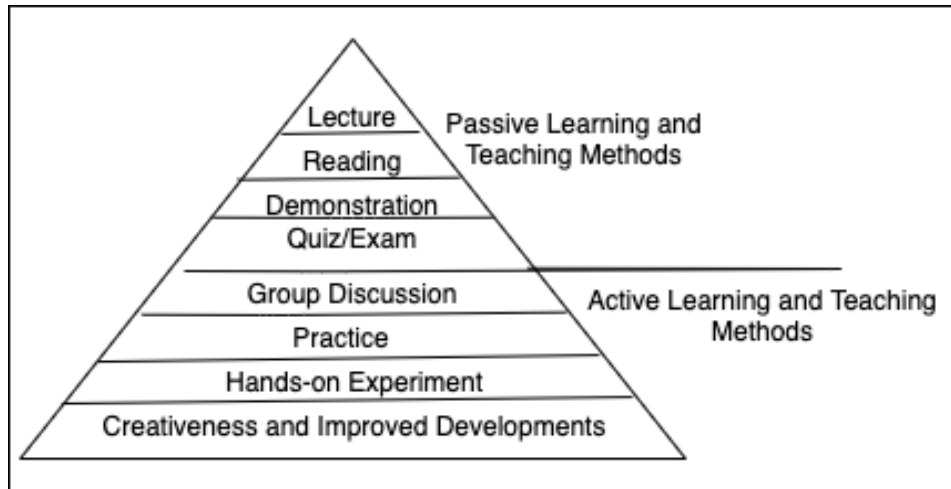 Lecture
Passive Learning and
Teaching Methods
Reading
Demonstration
Quiz/Exam
Group Discussion
Active Learning and Teaching
Methods
Practice
Hands-on Experiment
Creativeness and Improved Developments